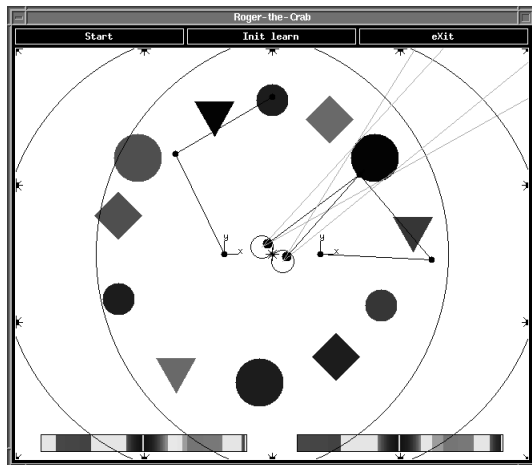 Roger-the-Crab
Start Init learn eXit
y
x
y
x